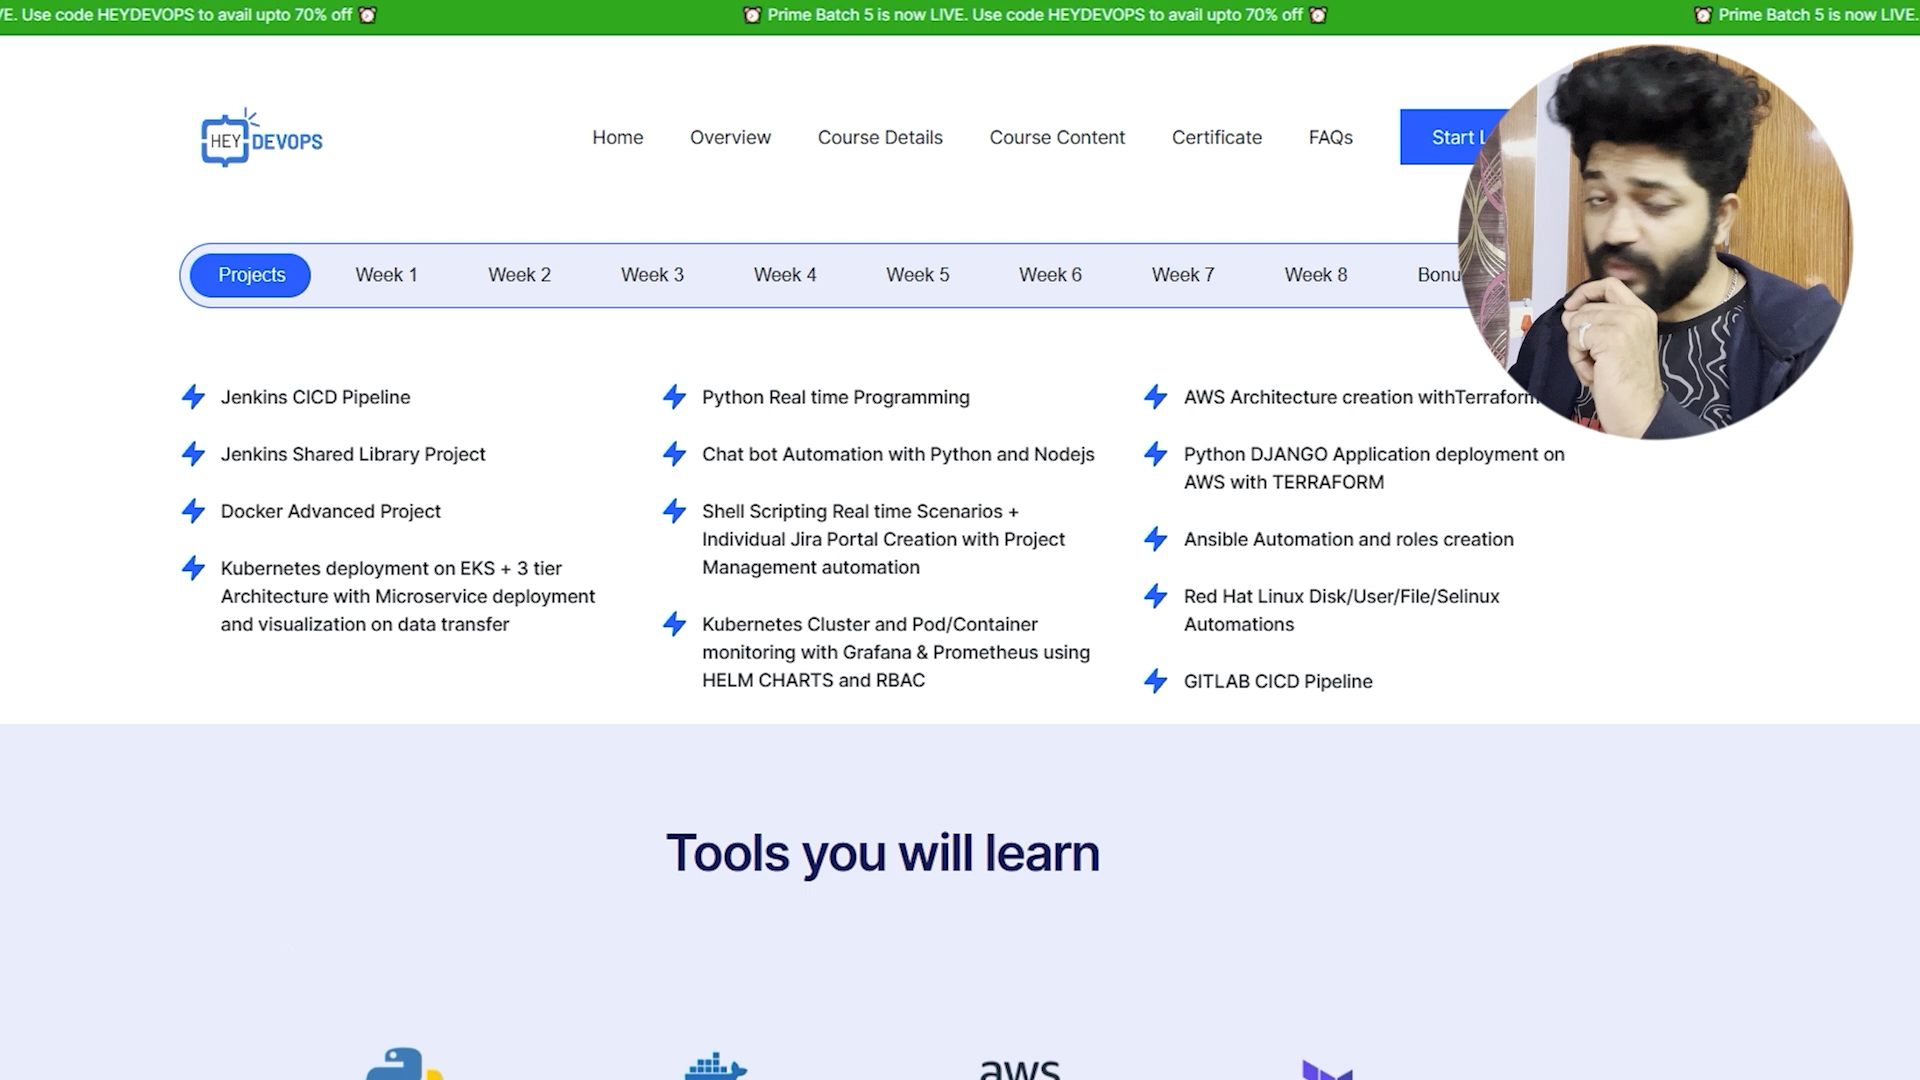 VE. Use code HEYDEVOPS to avail upto 70% off
Prime Batch 5 is now LIVE. Use code HEYDEVOPS to avail upto 70% off
Prime Batch 5 is now LIVE.
HEY DEVOPS
Home
Overview
Course Details
Course Content
Certificate
FAQs
Start L
Projects
Week 1
Week 2
Week 3
Week 4
Week 5
Week 6
Week 7
Week 8
Bonu
Jenkins CICD Pipeline
Jenkins Shared Library Project
Docker Advanced Project
Kubernetes deployment on EKS + 3 tier
Architecture with Microservice deployment
and visualization on data transfer
Python Real time Programming
Chat bot Automation with Python and Nodejs
Shell Scripting Real time Scenarios +
Individual Jira Portal Creation with Project
Management automation
Kubernetes Cluster and Pod/Container
monitoring with Grafana & Prometheus using
HELM CHARTS and RBAC
AWS Architecture creation withTerraform
Python DJANGO Application deployment on
AWS with TERRAFORM
Ansible Automation and roles creation
Red Hat Linux Disk/User/File/Selinux
Automations
GITLAB CICD Pipeline
Tools you will learn
aws